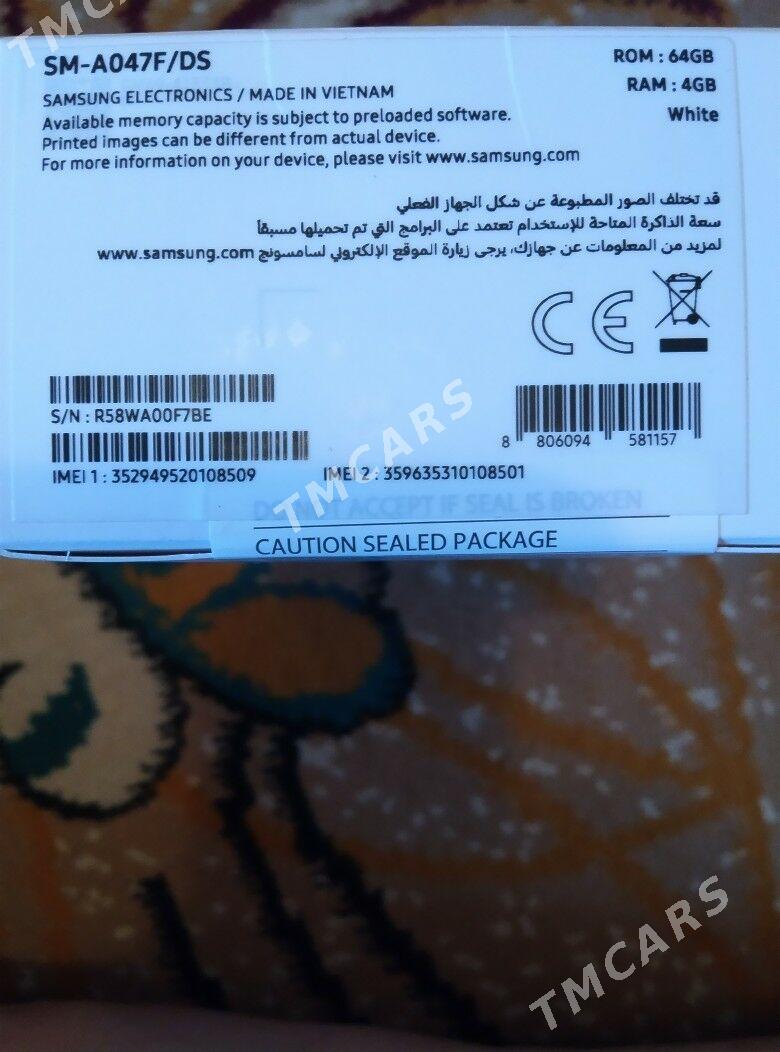 TMCARS
SM-A047F/DS
ROM : 64GB
SAMSUNG ELECTRONICS / MADE IN VIETNAM
RAM : 4GB
Available memory capacity is subject to preloaded software.
White
Printed images can be different from actual device.
For more information on your device, please visit www.samsung.com
قد تختلف الصور المطبوعة عن شكل الجهاز الفعلي
سعة الذاكرة المتاحة للإستخدام تعتمد على البرامج التي تم تحميلها مسبقاً
لمزيد من المعلومات عن جهازك، يرجى زيارة الموقع الإلكتروني لسامسونج www.samsung.com
CE
S/N : R58WA00F7BE
8 806094 581157
IMEI 1 : 352949520108509
IMEI 2 : 359635310108501
TMCARS
DO NOT ACCEPT IF SEAL IS BROKEN
CAUTION SEALED PACKAGE
TMCARS